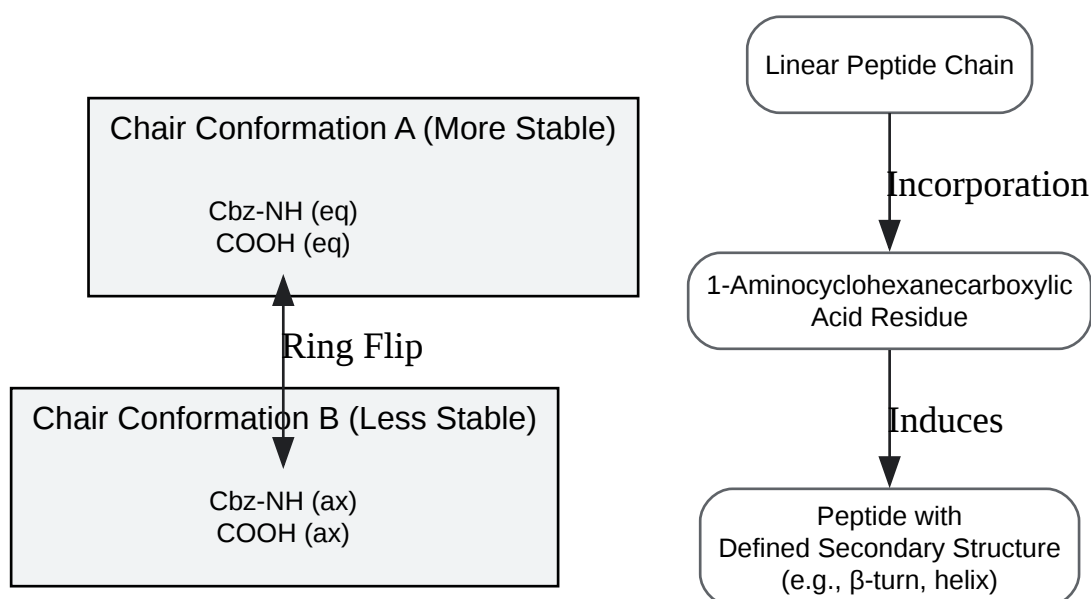 Chair Conformation A (More Stable)
Cbz-NH (eq)
COOH (eq)
Ring Flip
Chair Conformation B (Less Stable)
Cbz-NH (ax)
COOH (ax)
Linear Peptide Chain
Incorporation
1-Aminocyclohexanecarboxylic
Acid Residue
Induces
Peptide with
Defined Secondary Structure
(e.g., β-turn, helix)